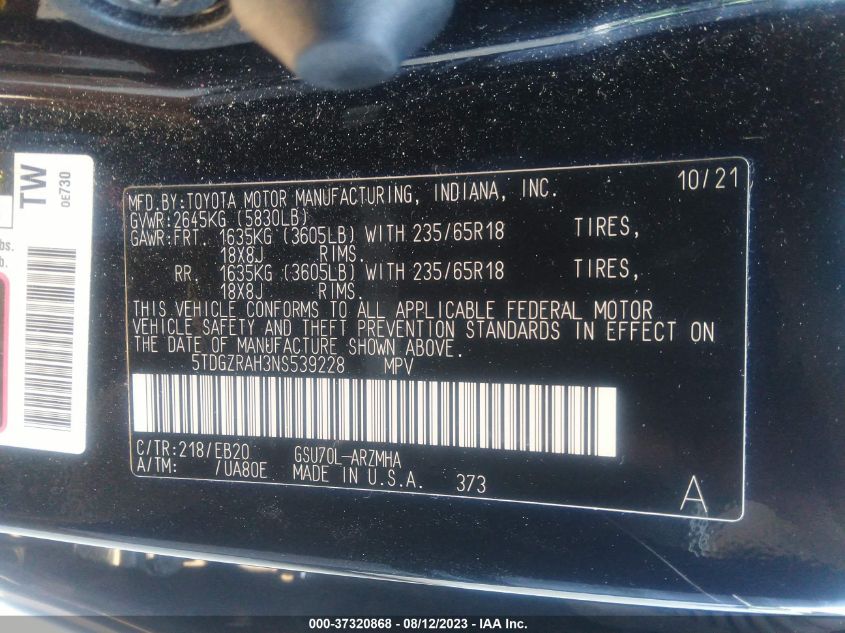 TW
OE730
bs.
b.
MFD.BY:TOYOTA MOTOR MANUFACTURING, INDIANA, INC. 10/21
GVWR:2645KG (5830LB)
GAWR:FRT. 1635KG (3605LB) WITH 235/65R18 TIRES,
18X8J RIMS.
RR. 1635KG (3605LB) WITH 235/65R18 TIRES,
18X8J RIMS.
THIS VEHICLE CONFORMS TO ALL APPLICABLE FEDERAL MOTOR
VEHICLE SAFETY AND THEFT PREVENTION STANDARDS IN EFFECT ON
THE DATE OF MANUFACTURE SHOWN ABOVE.
5TDGZRAH3NS539228 MPV
C/TR:218/EB20 GSU70L-ARZMHA
A/TM: /UA80E MADE IN U.S.A. 373
A
000-37320868 - 08/12/2023 - IAA Inc.